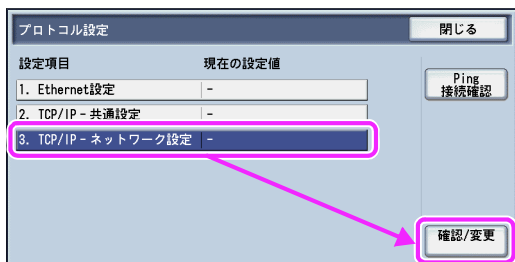 プロトコル設定
閉じる
設定項目
現在の設定値
1. Ethernet設定
-
2. TCP/IP - 共通設定
-
3. TCP/IP - ネットワーク設定
-
Ping
接続確認
確認/変更